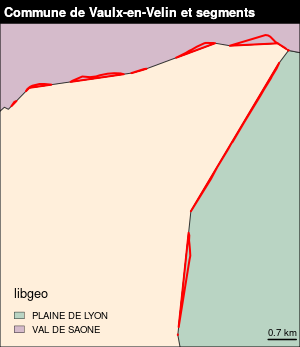 Commune de Vaulx-en-Velin et segments
libgeo
PLAINE DE LYON
VAL DE SAONE
0.7 km